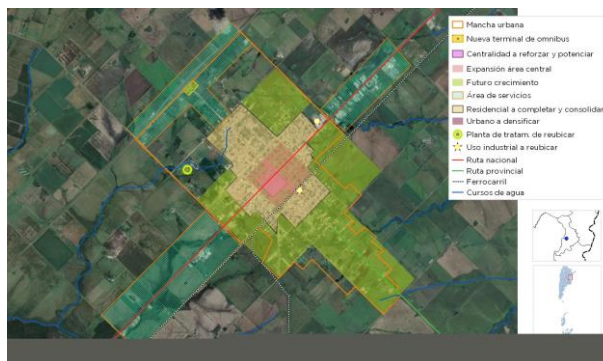 Mancha urbana
Nueva terminal de omnibus
Centralidad a reforzar y potenciar
Expansión área central
Futuro crecimiento
Área de servicios
Residencial a completar y consolidar
Urbano a densificar
Planta de tratam. de reubicar
Uso industrial a reubicar
Ruta nacional
Ruta provincial
Ferrocarril
Cursos de agua